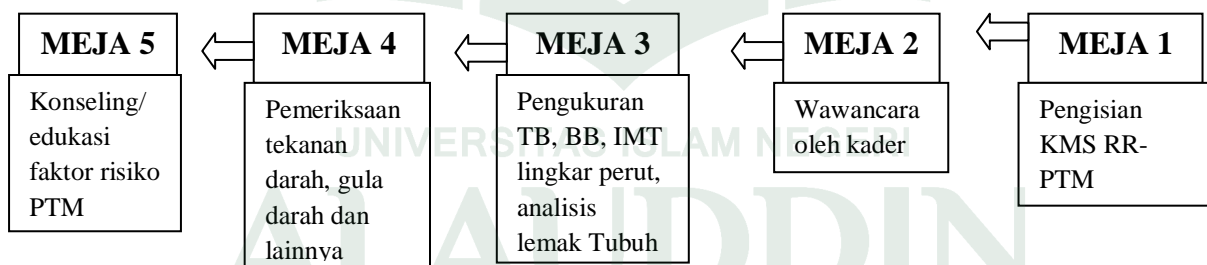 MEJA 5
Konseling/
edukasi
faktor risiko
PTM
MEJA 4
Pemeriksaan
tekanan
darah, gula
darah dan
lainnya
MEJA 3
Pengukuran
TB, BB, IMT
lingkar perut,
analisis
lemak Tubuh
MEJA 2
Wawancara
oleh kader
MEJA 1
Pengisian
KMS RR-
PTM
UNIVERSITAS ISLAM NEGERI
ALAUDDIN